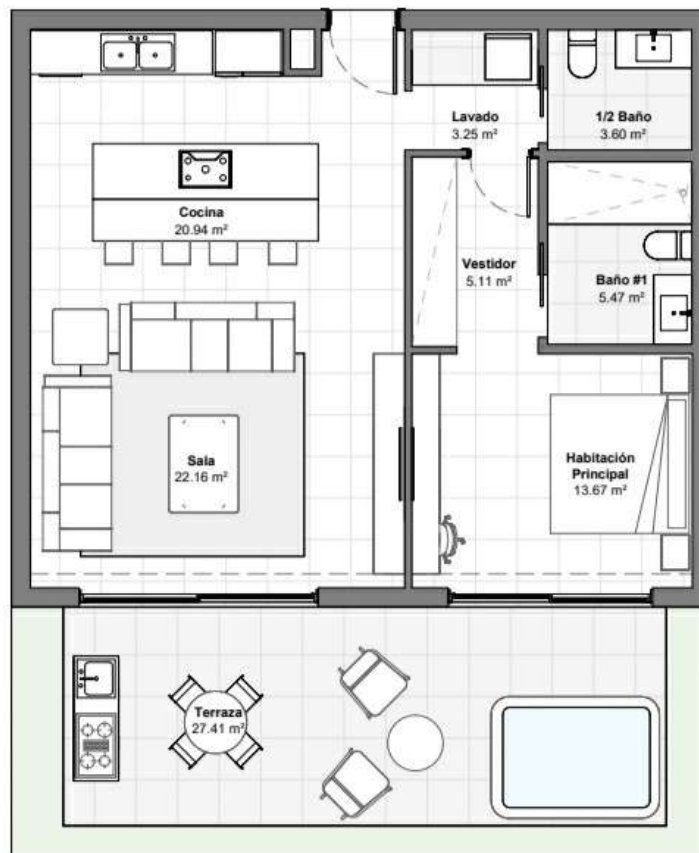 Lavado
3.25 m²
1/2 Baño
3.60 m²
Cocina
20.94 m²
Vestidor
5.11 m²
Baño #1
5.47 m²
Sala
22.16 m²
Habitación
Principal
13.67 m²
Terraza
27.41 m²